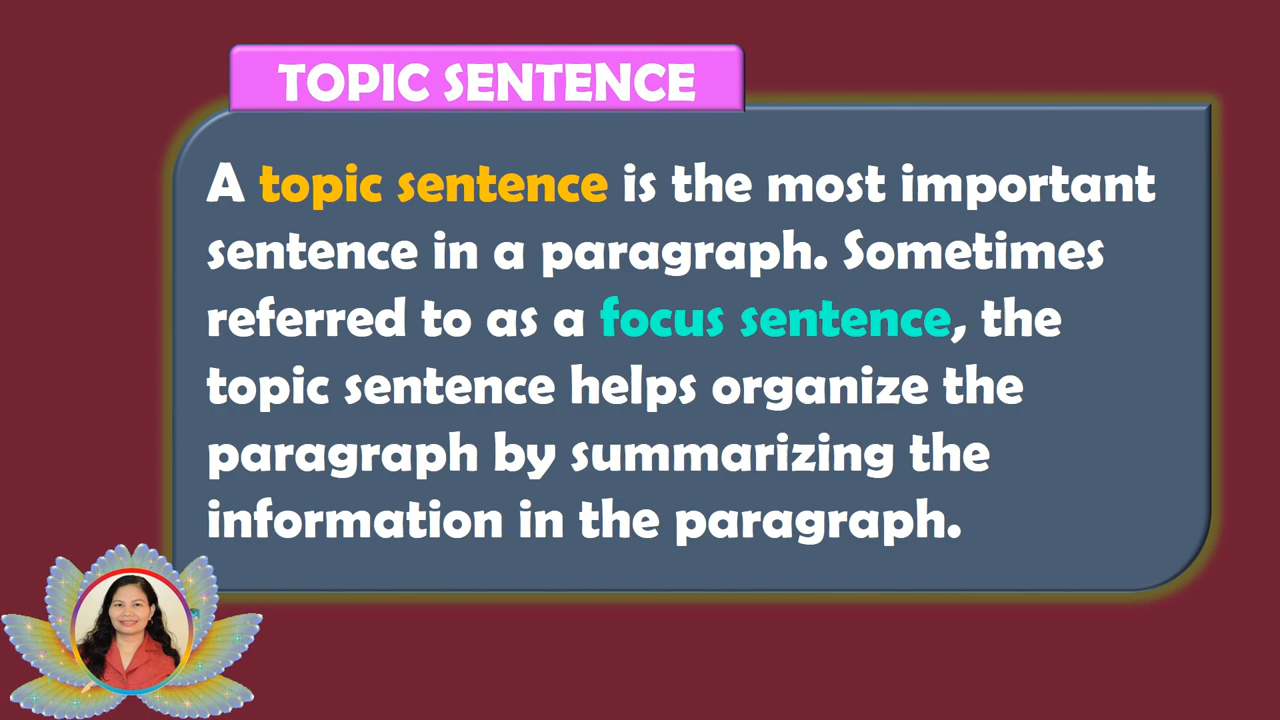 TOPIC SENTENCE
A topic sentence is the most important
sentence in a paragraph. Sometimes
referred to as a focus sentence, the
topic sentence helps organize the
paragraph by summarizing the
information in the paragraph.